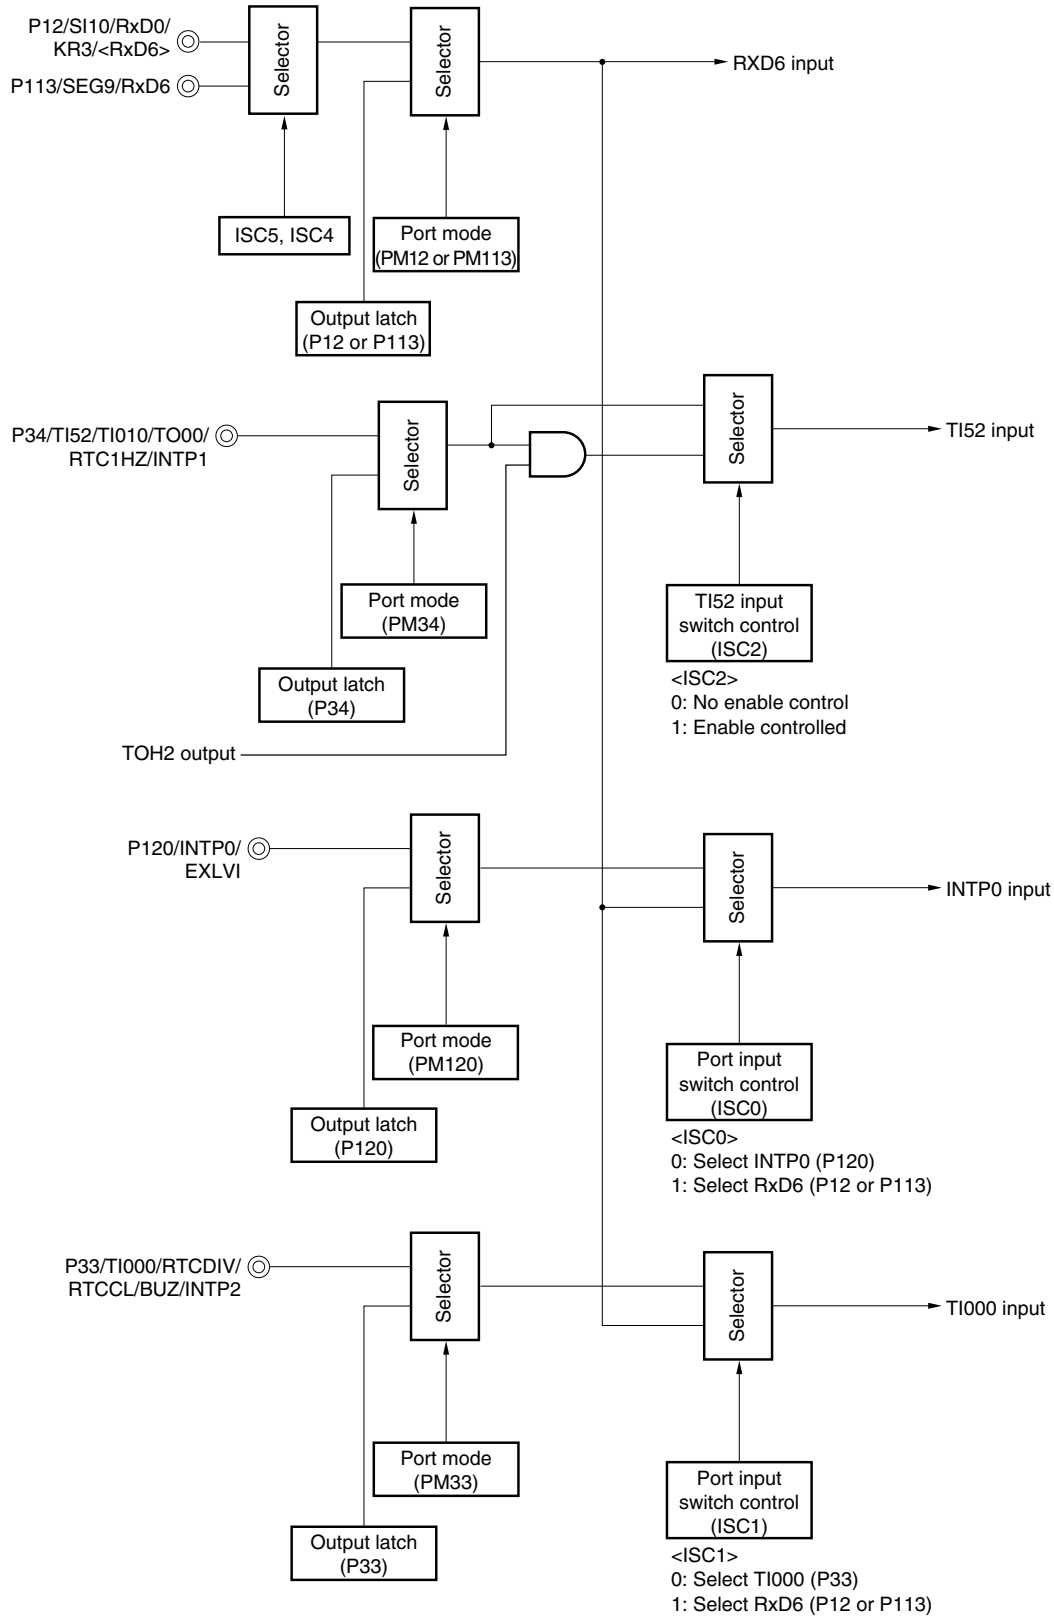 P12/SI10/RxD0/
KR3/<RxD6>
P113/SEG9/RxD6
Selector
Selector
RXD6 input
ISC5, ISC4
Port mode
(PM12 or PM113)
Output latch
(P12 or P113)
P34/TI52/TI010/TO00/
RTC1HZ/INTP1
Selector
Selector
TI52 input
Port mode
(PM34)
Output latch
(P34)
TI52 input
switch control
(ISC2)
<ISC2>
0: No enable control
1: Enable controlled
TOH2 output
P120/INTP0/
EXLVI
Selector
Selector
INTP0 input
Port mode
(PM120)
Output latch
(P120)
Port input
switch control
(ISC0)
<ISC0>
0: Select INTP0 (P120)
1: Select RxD6 (P12 or P113)
P33/TI000/RTCDIV/
RTCCL/BUZ/INTP2
Selector
Selector
TI000 input
Port mode
(PM33)
Output latch
(P33)
Port input
switch control
(ISC1)
<ISC1>
0: Select TI000 (P33)
1: Select RxD6 (P12 or P113)